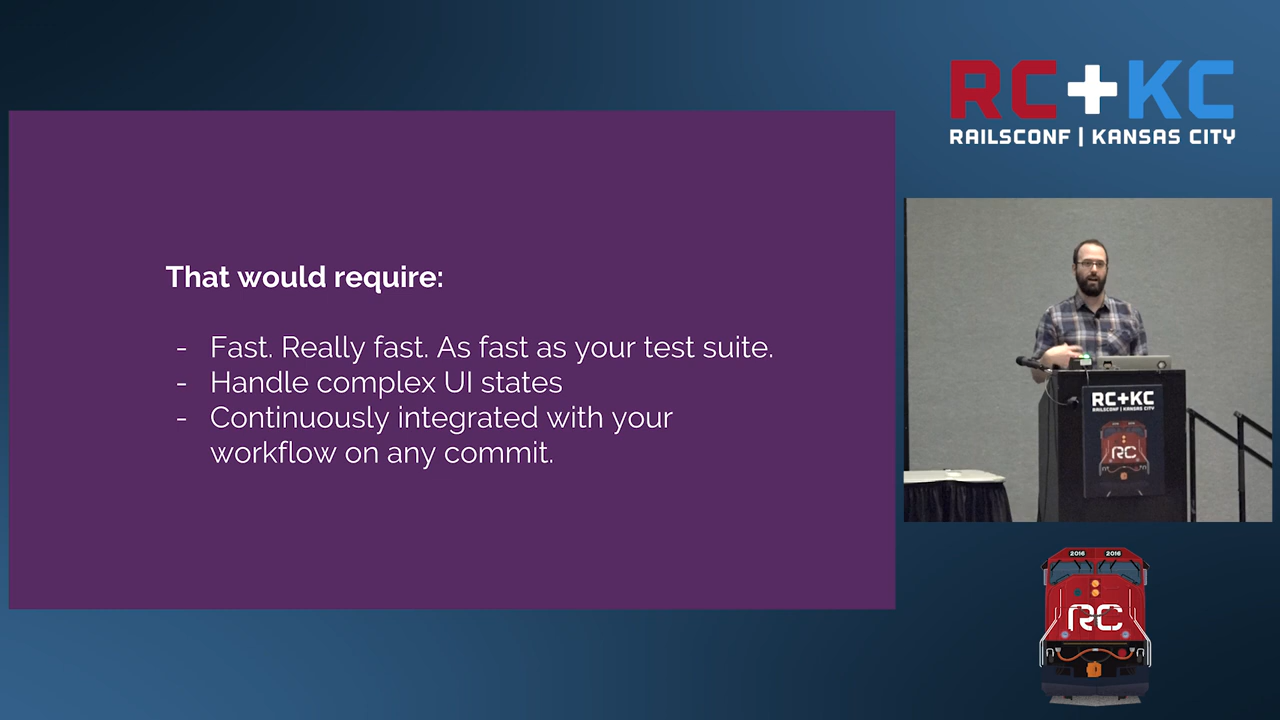 RC+KC
RAILSCONF | KANSAS CITY
That would require:
- Fast. Really fast. As fast as your test suite.
- Handle complex UI states
- Continuously integrated with your
workflow on any commit.
RC+KC
RAILSCONF | KANSAS CITY
RC
2016 2016
RC